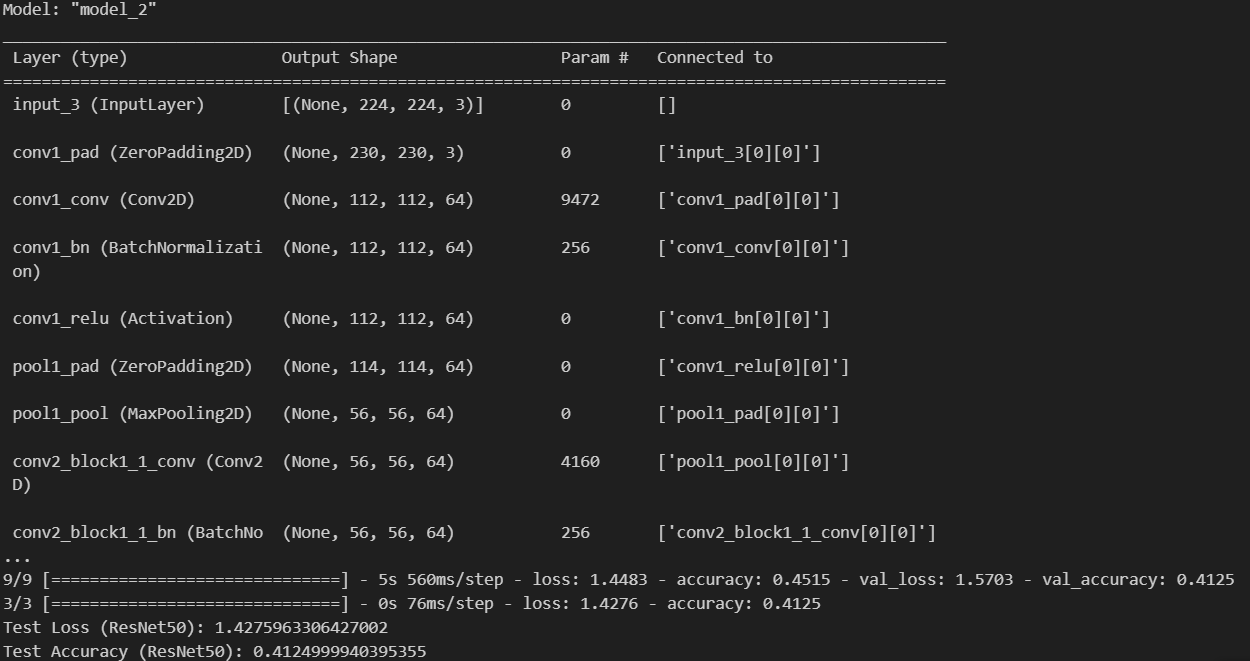 Model: "model_2"
Layer (type) Output Shape Param # Connected to
input_3 (InputLayer) [(None, 224, 224, 3)] 0 []
conv1_pad (ZeroPadding2D) (None, 230, 230, 3) 0 ['input_3[0][0]']
conv1_conv (Conv2D) (None, 112, 112, 64) 9472 ['conv1_pad[0][0]']
conv1_bn (BatchNormalizati (None, 112, 112, 64) 256 ['conv1_conv[0][0]']
on)
conv1_relu (Activation) (None, 112, 112, 64) 0 ['conv1_bn[0][0]']
pool1_pad (ZeroPadding2D) (None, 114, 114, 64) 0 ['conv1_relu[0][0]']
pool1_pool (MaxPooling2D) (None, 56, 56, 64) 0 ['pool1_pad[0][0]']
conv2_block1_1_conv (Conv2 (None, 56, 56, 64) 4160 ['pool1_pool[0][0]']
D)
conv2_block1_1_bn (BatchNo (None, 56, 56, 64) 256 ['conv2_block1_1_conv[0][0]']
...
9/9 [==============================] - 5s 560ms/step - loss: 1.4483 - accuracy: 0.4515 - val_loss: 1.5703 - val_accuracy: 0.4125
3/3 [==============================] - 0s 76ms/step - loss: 1.4276 - accuracy: 0.4125
Test Loss (ResNet50): 1.4275963306427002
Test Accuracy (ResNet50): 0.4124999940395355